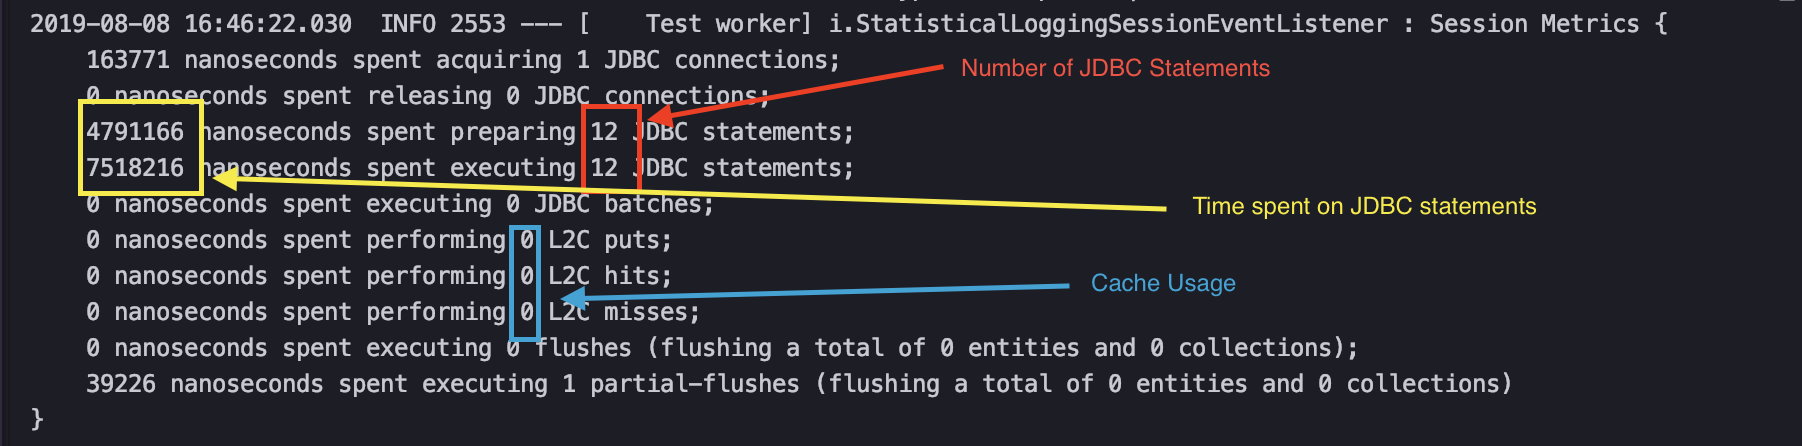 2019-08-08 16:46:22.030  INFO 2553 --- [    Test worker] i.StatisticalLoggingSessionEventListener : Session Metrics {
163771 nanoseconds spent acquiring 1 JDBC connections;
Number of JDBC Statements
0 nanoseconds spent releasing 0 JDBC connections;
4791166 nanoseconds spent preparing 12 JDBC statements;
7518216 nanoseconds spent executing 12 JDBC statements;
0 nanoseconds spent executing 0 JDBC batches;
Time spent on JDBC statements
0 nanoseconds spent performing 0 L2C puts;
0 nanoseconds spent performing 0 L2C hits;
Cache Usage
0 nanoseconds spent performing 0 L2C misses;
0 nanoseconds spent executing 0 flushes (flushing a total of 0 entities and 0 collections);
39226 nanoseconds spent executing 1 partial-flushes (flushing a total of 0 entities and 0 collections)
}